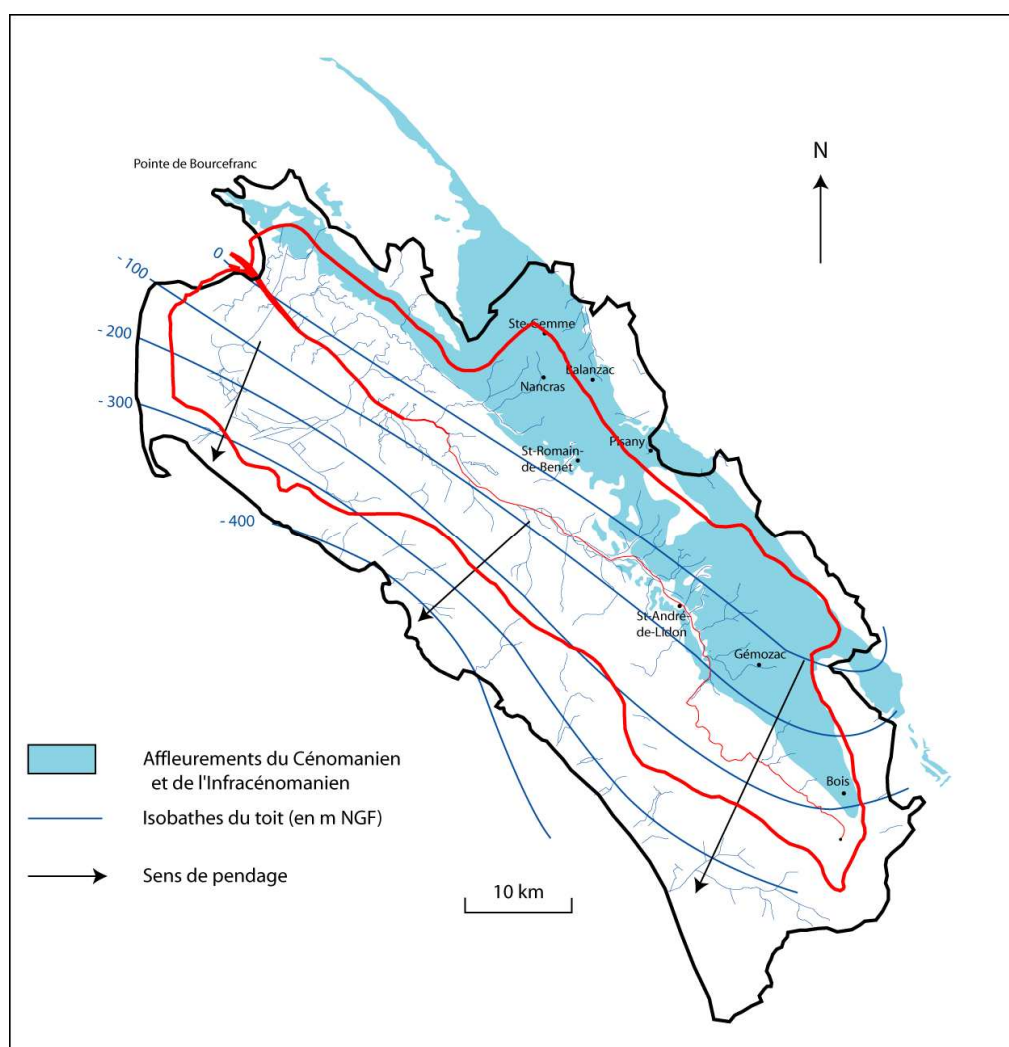 Pointe de Bourcefranc
N
0
- 100
- 200
- 300
- 400
Ste-Gemme
Balanzac
Nancras
Pisany
St-Romain-
de-Benet
St-André-
de-Lidon
Gémozac
Bois
Affleurements du Cénomanien
et de l'Infracénomanien
Isobathes du toit (en m NGF)
Sens de pendage
10 km